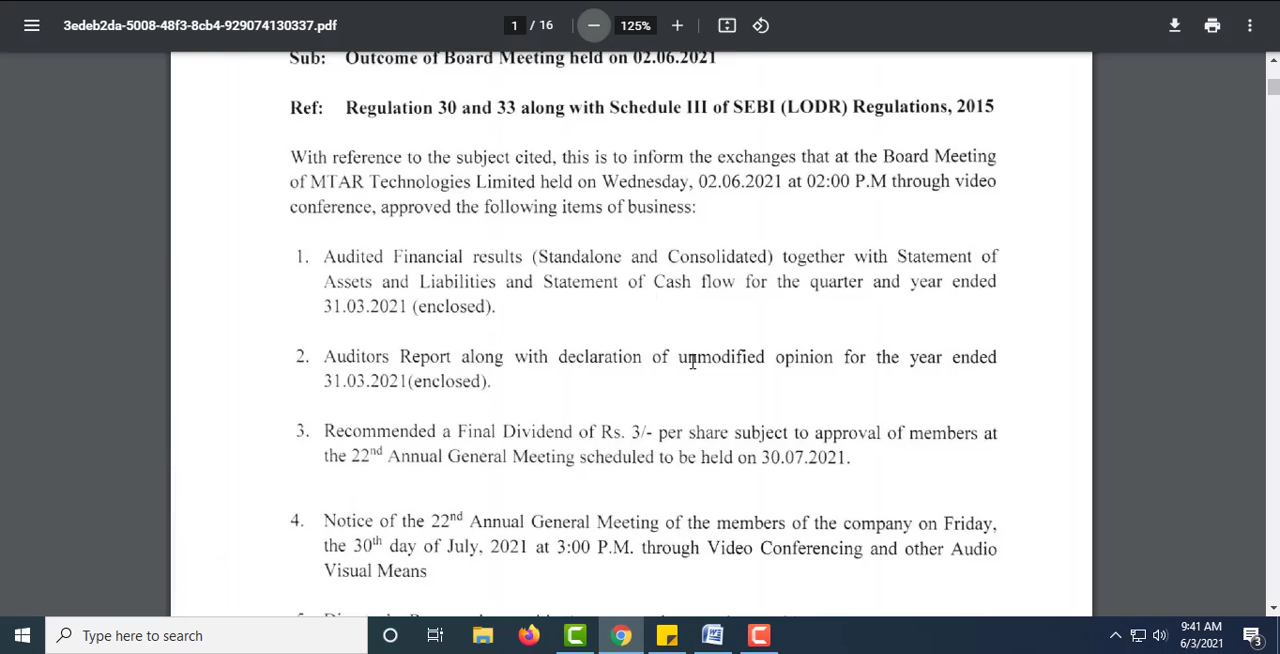 3edeb2da-5008-48f3-8cb4-929074130337.pdf
1 / 16
125%
Sub: Outcome of Board Meeting held on 02.06.2021
Ref: Regulation 30 and 33 along with Schedule III of SEBI (LODR) Regulations, 2015
With reference to the subject cited, this is to inform the exchanges that at the Board Meeting
of MTAR Technologies Limited held on Wednesday, 02.06.2021 at 02:00 P.M through video
conference, approved the following items of business:
1. Audited Financial results (Standalone and Consolidated) together with Statement of
Assets and Liabilities and Statement of Cash flow for the quarter and year ended
31.03.2021 (enclosed).
2. Auditors Report along with declaration of unmodified opinion for the year ended
31.03.2021(enclosed).
3. Recommended a Final Dividend of Rs. 3/- per share subject to approval of members at
the 22nd Annual General Meeting scheduled to be held on 30.07.2021.
4. Notice of the 22nd Annual General Meeting of the members of the company on Friday,
the 30th day of July, 2021 at 3:00 P.M. through Video Conferencing and other Audio
Visual Means
Type here to search
9:41 AM
6/3/2021
3